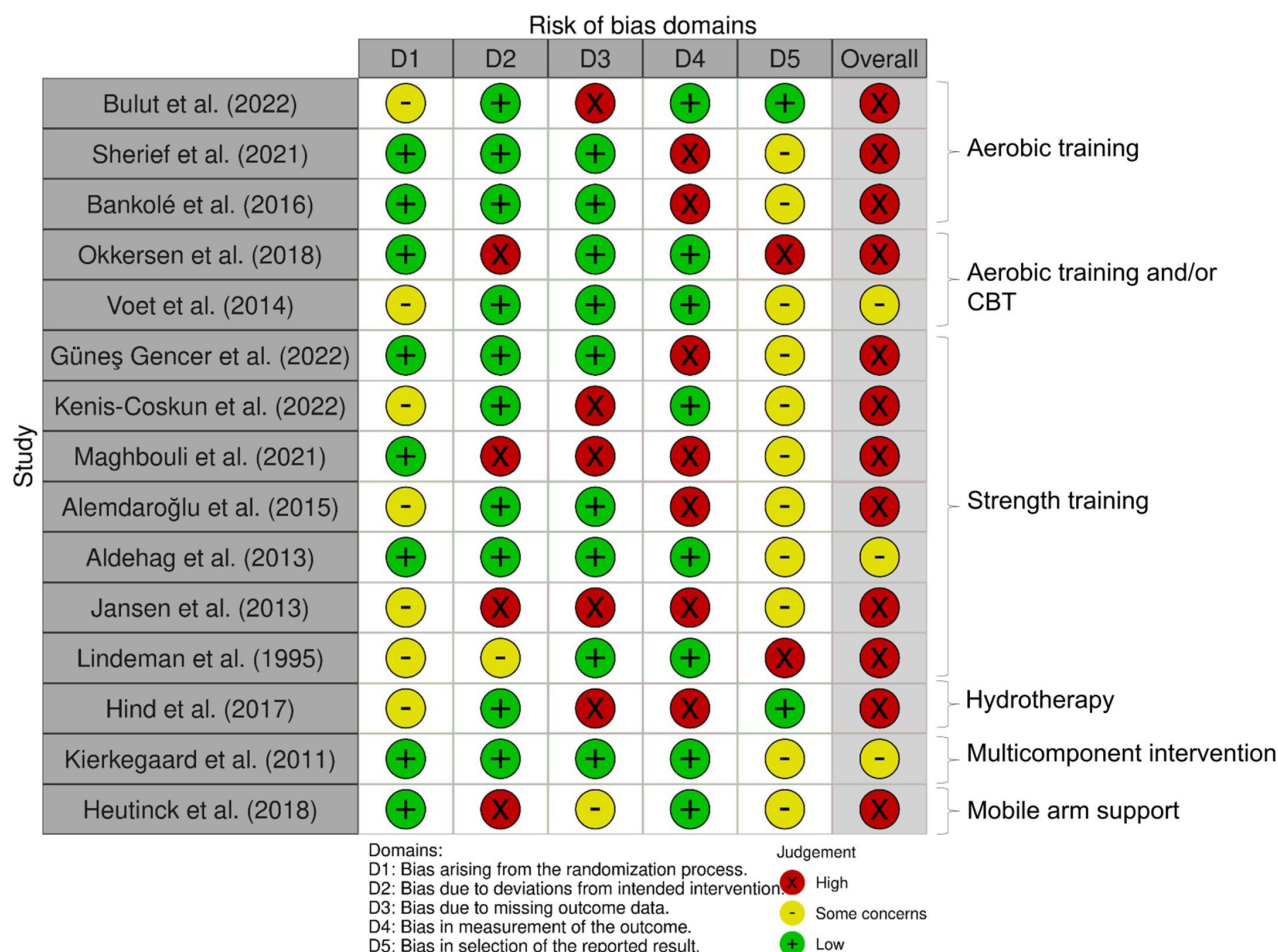 Risk of bias domains
D1 D2 D3 D4 D5 Overall
Study
Bulut et al. (2022) - + X + + X
Sherief et al. (2021) + + + X - X
Bankolé et al. (2016) + + + X - X
Aerobic training
Okkersen et al. (2018) + X + + X X
Voet et al. (2014) - + + + - -
Aerobic training and/or
CBT
Güneş Gencer et al. (2022) + + + X - X
Kenis-Coskun et al. (2022) - + X + - X
Maghbouli et al. (2021) + X X X - X
Alemdaroğlu et al. (2015) - + + X - X
Aldehag et al. (2013) + + + + - -
Jansen et al. (2013) - X X X - X
Lindeman et al. (1995) - - + + X X
Strength training
Hind et al. (2017) - + X X + X
Hydrotherapy
Kierkegaard et al. (2011) + + + + - -
Multicomponent intervention
Heutinck et al. (2018) + X - + - X
Mobile arm support
Domains:
D1: Bias arising from the randomization process.
D2: Bias due to deviations from intended intervention.
D3: Bias due to missing outcome data.
D4: Bias in measurement of the outcome.
D5: Bias in selection of the reported result.
Judgement
X High
- Some concerns
+ Low